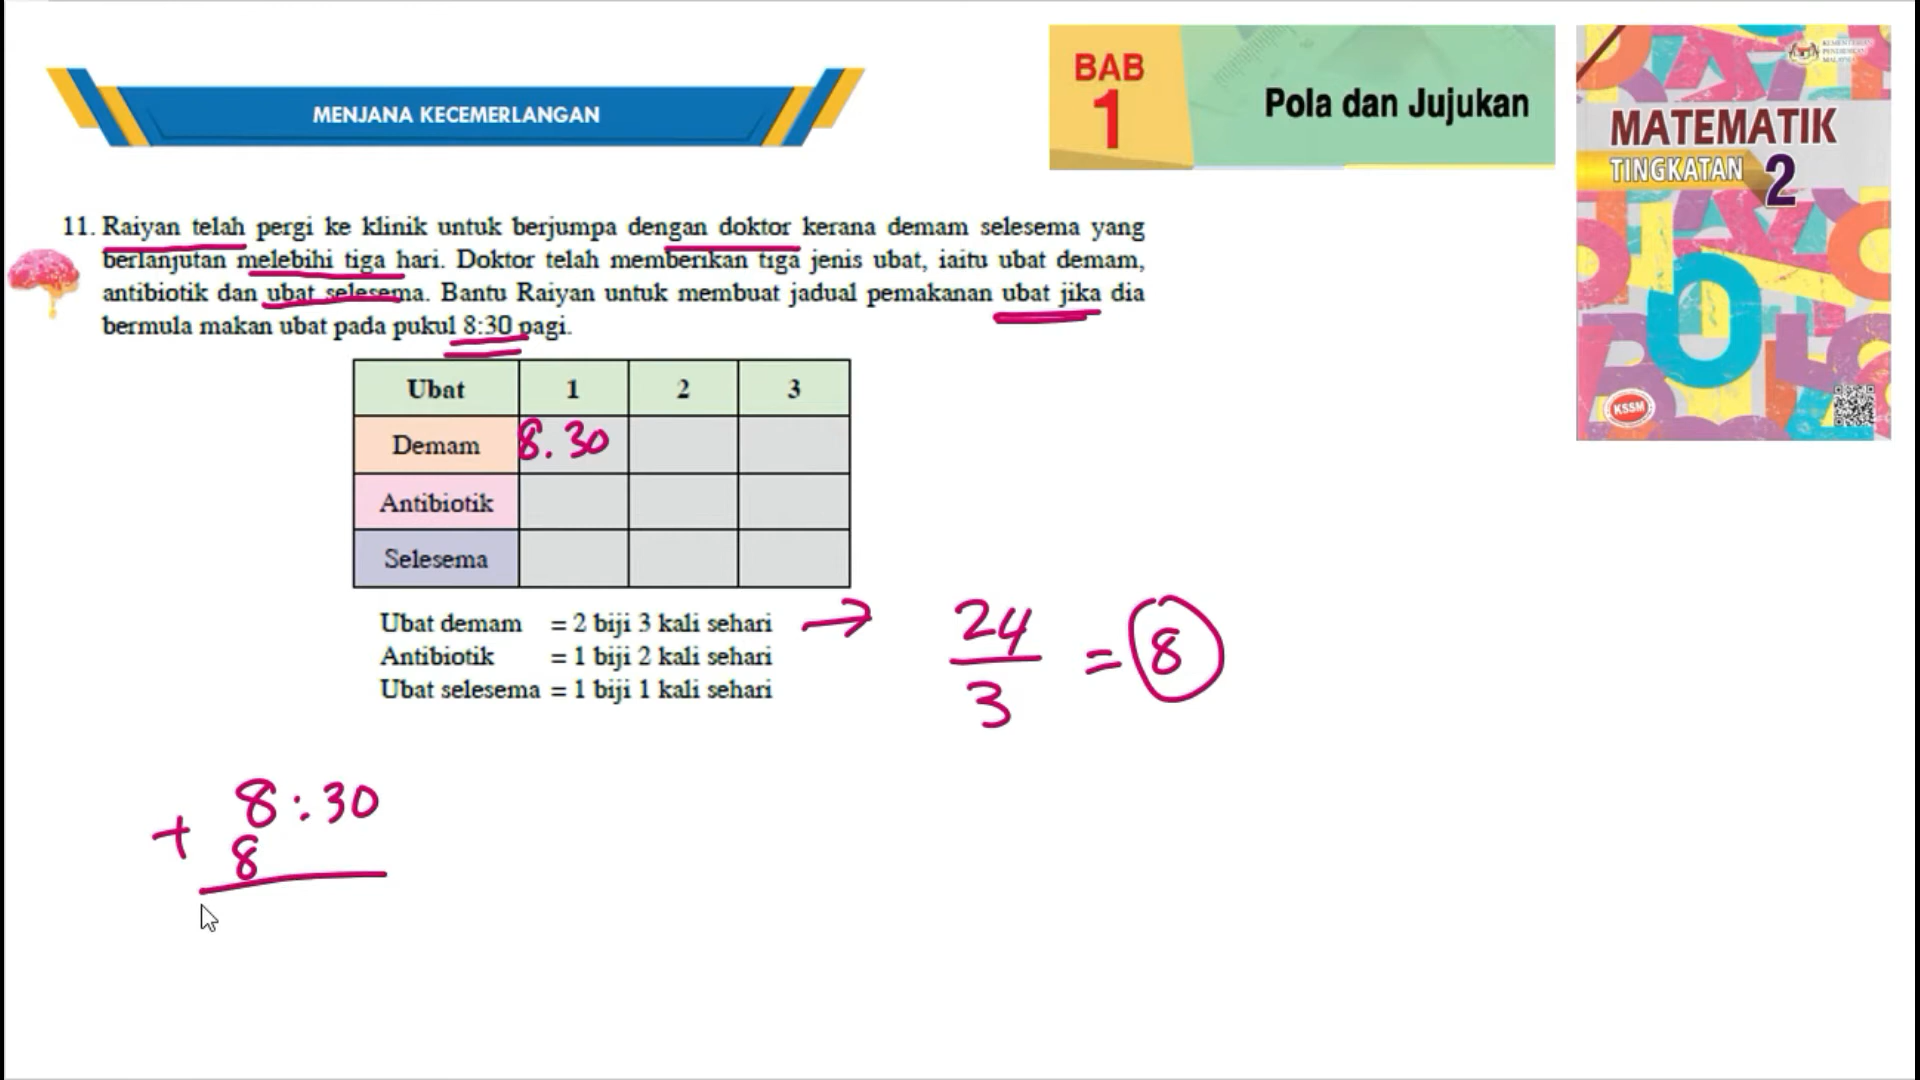 MENJANA KECEMERLANGAN
BAB
1
Pola dan Jujukan
KEMENTERIAN
PENDIDIKAN
MALAYSIA
MATEMATIK
TINGKATAN 2
KSSM
11. Raiyan telah pergi ke klinik untuk berjumpa dengan doktor kerana demam selesema yang
berlanjutan melebihi tiga hari. Doktor telah memberikan tiga jenis ubat, iaitu ubat demam,
antibiotik dan ubat selesema. Bantu Raiyan untuk membuat jadual pemakanan ubat jika dia
bermula makan ubat pada pukul 8:30 pagi.
Ubat 1 2 3
Demam 8.30
Antibiotik
Selesema
Ubat demam = 2 biji 3 kali sehari → 24/3 = 8
Antibiotik = 1 biji 2 kali sehari
Ubat selesema = 1 biji 1 kali sehari
8:30
+ 8